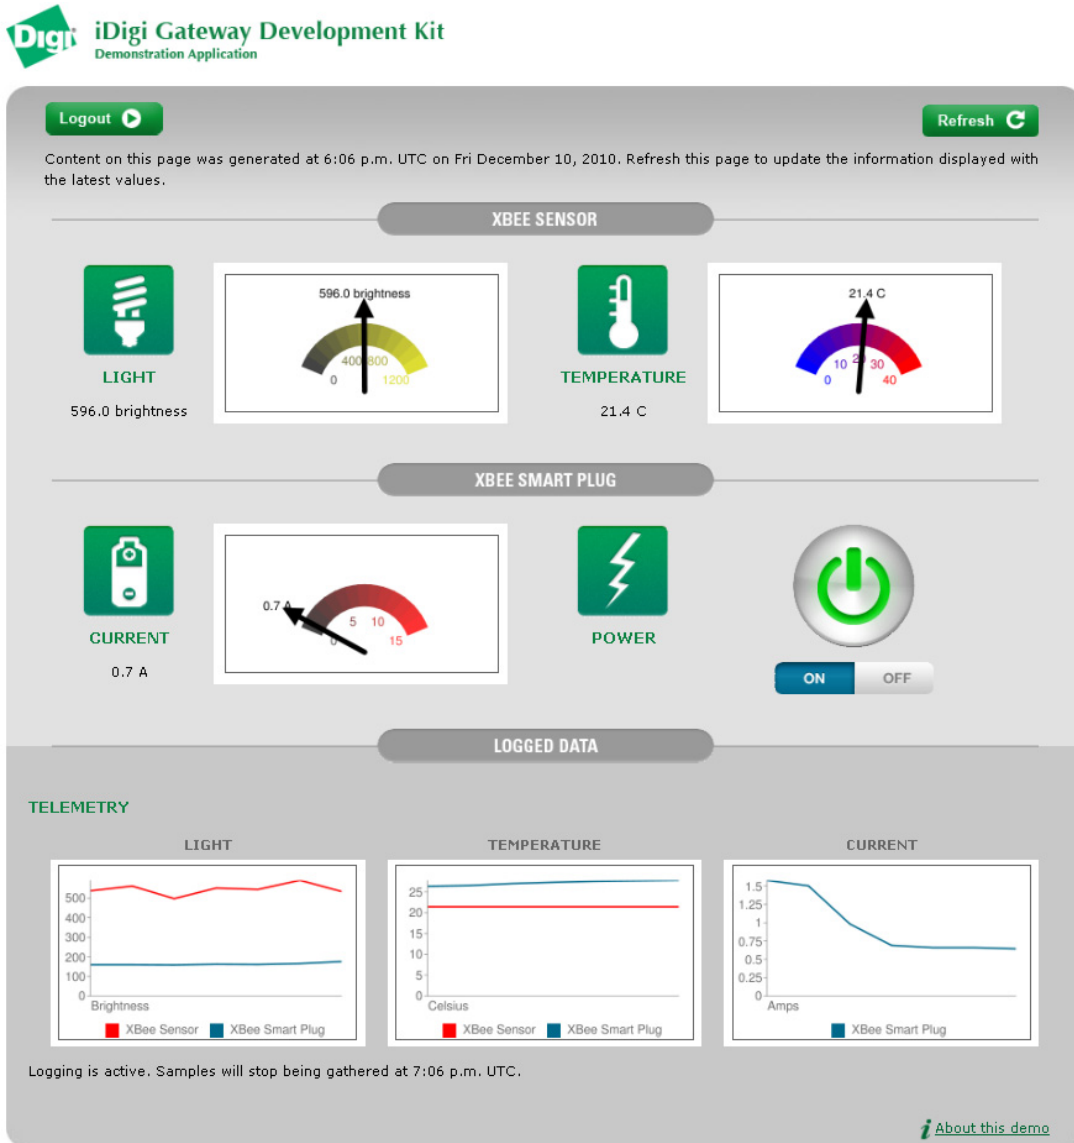 Digi
iDigi Gateway Development Kit
Demonstration Application
Logout
Refresh
Content on this page was generated at 6:06 p.m. UTC on Fri December 10, 2010. Refresh this page to update the information displayed with
the latest values.
XBEE SENSOR
596.0 brightness
400 800
0 1200
LIGHT
596.0 brightness
21.4 C
10 20 30
0 40
TEMPERATURE
21.4 C
XBEE SMART PLUG
0.7 A
5 10
0 15
CURRENT
0.7 A
POWER
ON OFF
LOGGED DATA
TELEMETRY
LIGHT
500
400
300
200
100
0
Brightness
XBee Sensor XBee Smart Plug
TEMPERATURE
25
20
15
10
5
0
Celsius
XBee Sensor XBee Smart Plug
CURRENT
1.5
1.25
1
0.75
0.5
0.25
0
Amps
XBee Smart Plug
Logging is active. Samples will stop being gathered at 7:06 p.m. UTC.
i About this demo